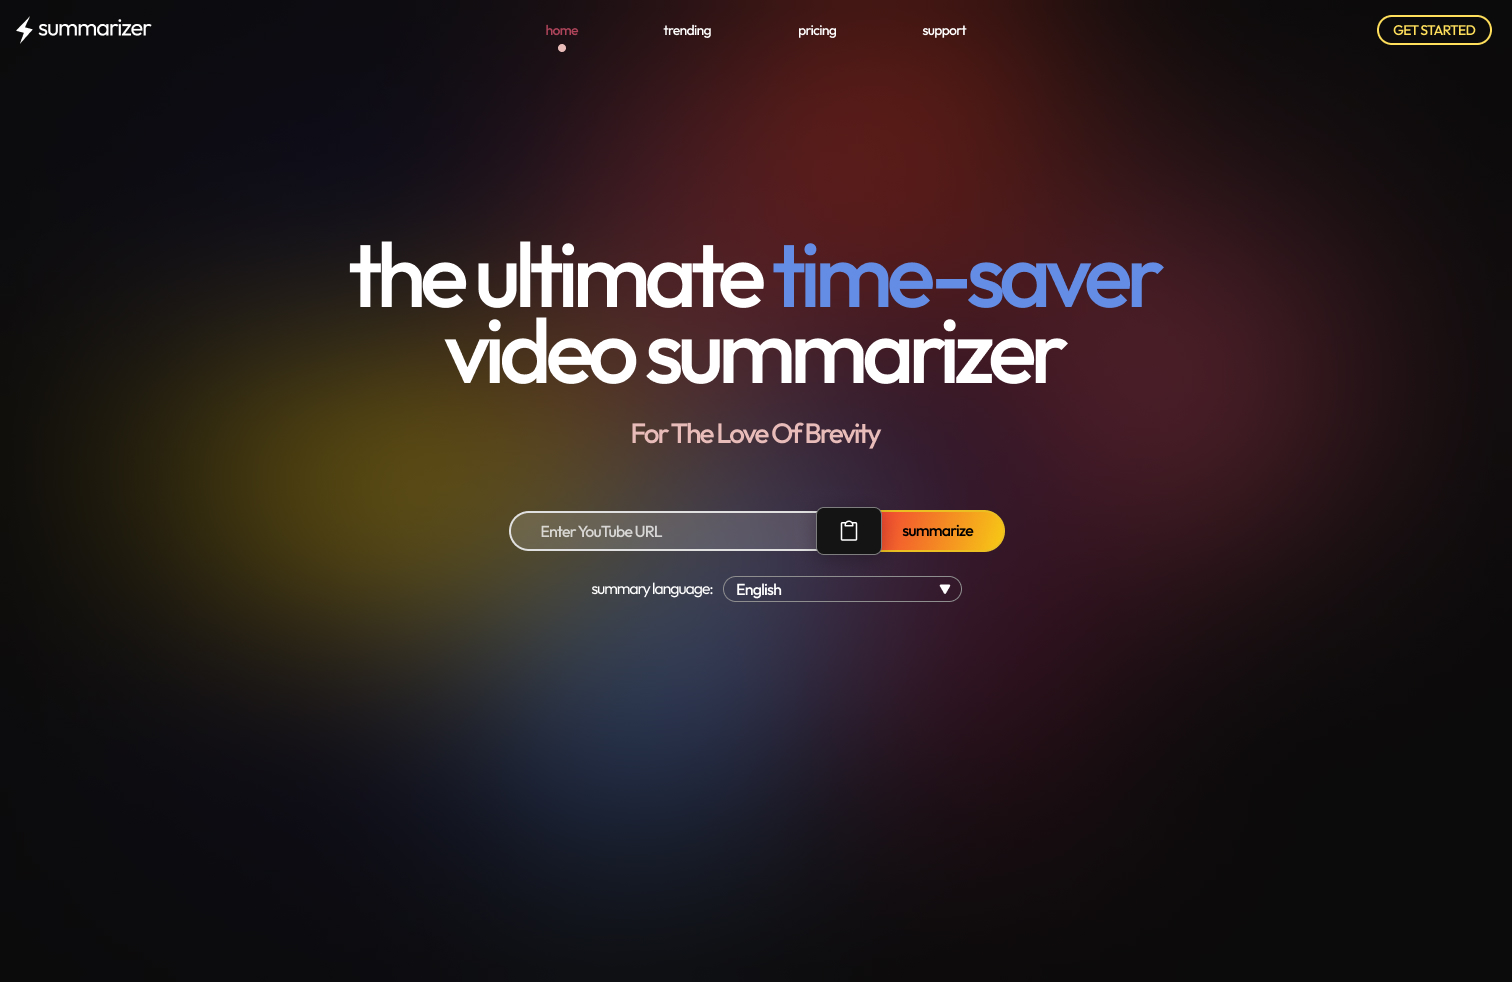 summarizer
home
trending
pricing
support
GET STARTED
the ultimate time-saver
video summarizer
For The Love Of Brevity
Enter YouTube URL
summarize
summary language:
English